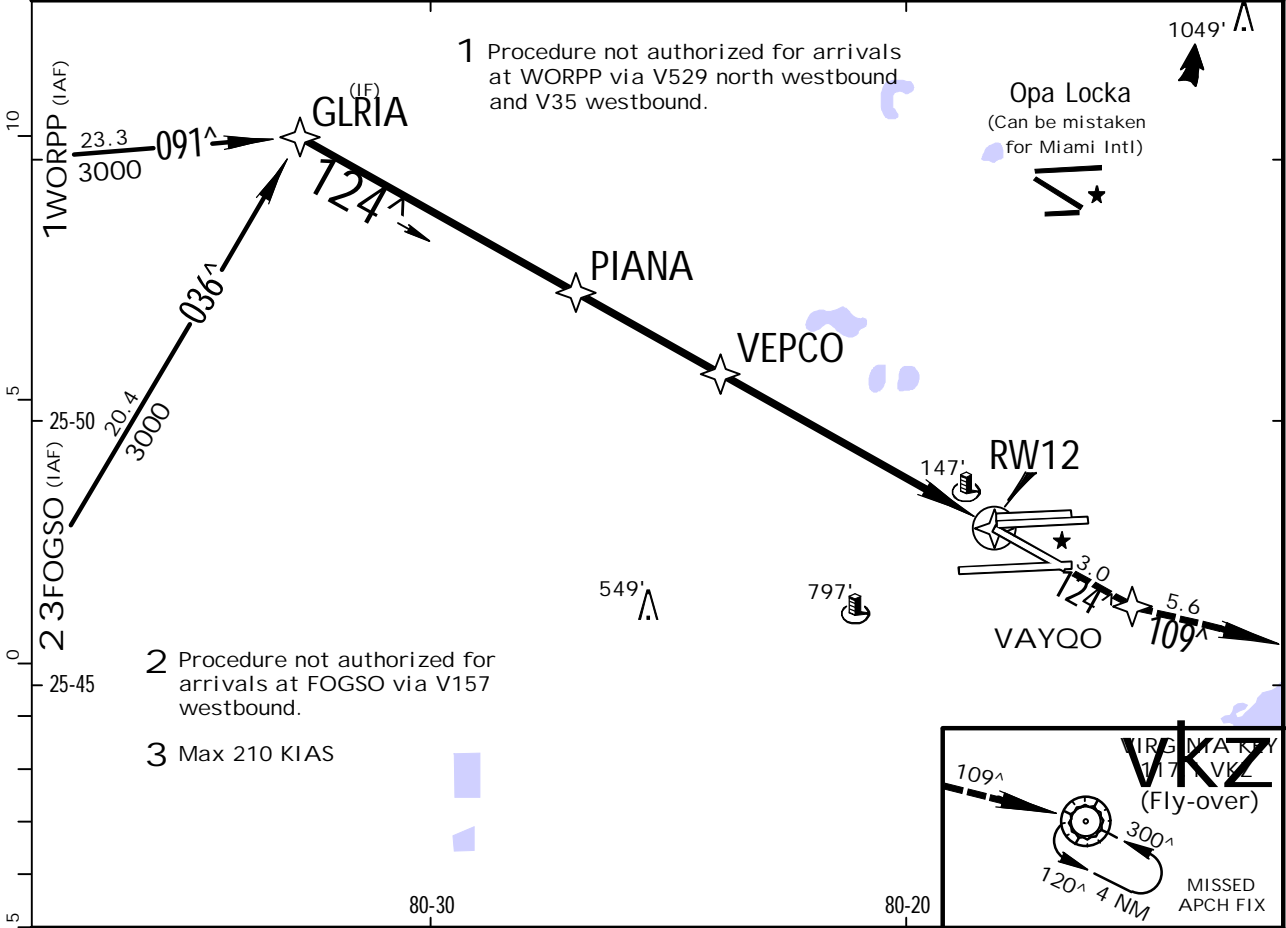 1 Procedure not authorized for arrivals
at WORPP via V529 north westbound
and V35 westbound.
1049'
Opa Locka
(Can be mistaken
for Miami Intl)
(IF)
GLRIA
10
1WORPP (IAF)
23.3
3000
091^
124^
PIANA
036^
VEPCO
20.4
3000
5
25-50
2 3FOGSO (IAF)
147'
RW12
549'
797'
3.0
124^
5.6
109^
VAYQO
0
25-45
2 Procedure not authorized for
arrivals at FOGSO via V157
westbound.
3 Max 210 KIAS
VIRGINIA KEY
VKZ
VKZ
(Fly-over)
109^
300^
120^ 4 NM
MISSED
APCH FIX
80-30
80-20
5